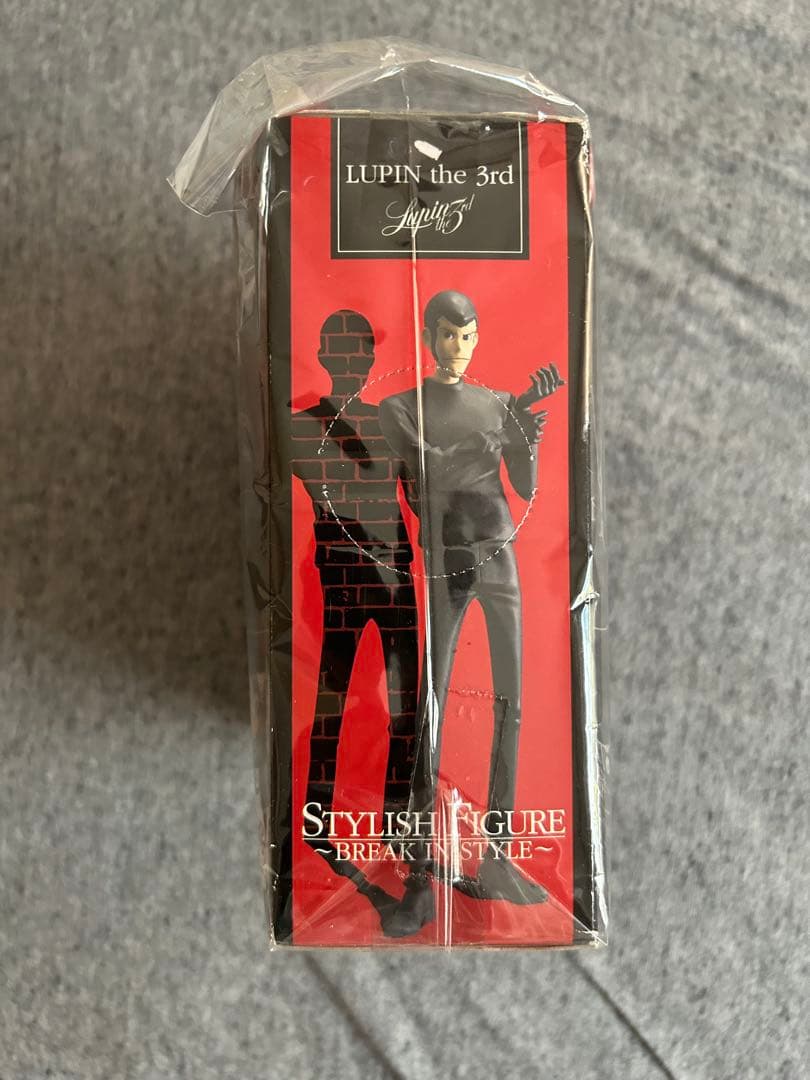 LUPIN the 3rd
Lupin the 3rd
STYLISH FIGURE
~BREAK IN STYLE~